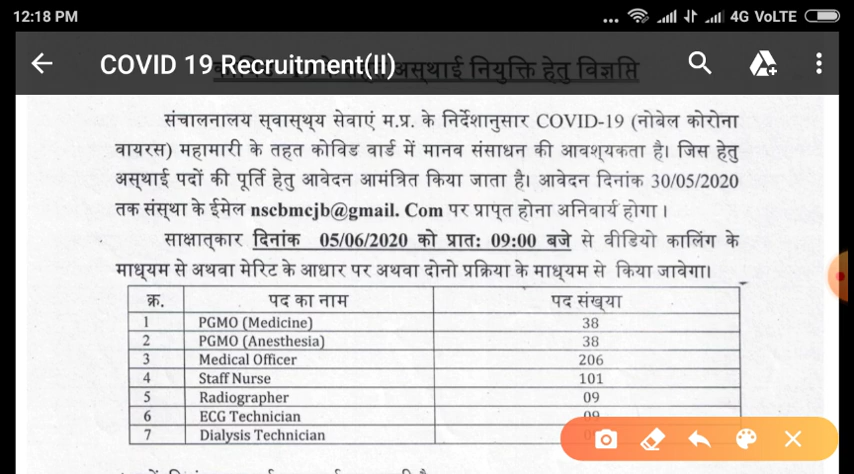 12:18 PM
... 4G VoLTE
COVID 19 Recruitment(II)
अस्थाई नियुक्ति हेतु विज्ञप्ति
संचालनालय स्वास्थ्य सेवाएं म.प्र. के निर्देशानुसार COVID-19 (नोबेल कोरोना
वायरस) महामारी के तहत कोविड वार्ड में मानव संसाधन की आवश्यकता है। जिस हेतु
अस्थाई पदों की पूर्ति हेतु आवेदन आमंत्रित किया जाता है। आवेदन दिनांक 30/05/2020
तक संस्था के ईमेल nscbmcjb@gmail. Com पर प्राप्त होना अनिवार्य होगा।
साक्षात्कार दिनांक 05/06/2020 को प्रात: 09:00 बजे से वीडियो कालिंग के
माध्यम से अथवा मेरिट के आधार पर अथवा दोनो प्रक्रिया के माध्यम से किया जावेगा।
क्र. पद का नाम पद संख्या
1 PGMO (Medicine) 38
2 PGMO (Anesthesia) 38
3 Medical Officer 206
4 Staff Nurse 101
5 Radiographer 09
6 ECG Technician 09
7 Dialysis Technician